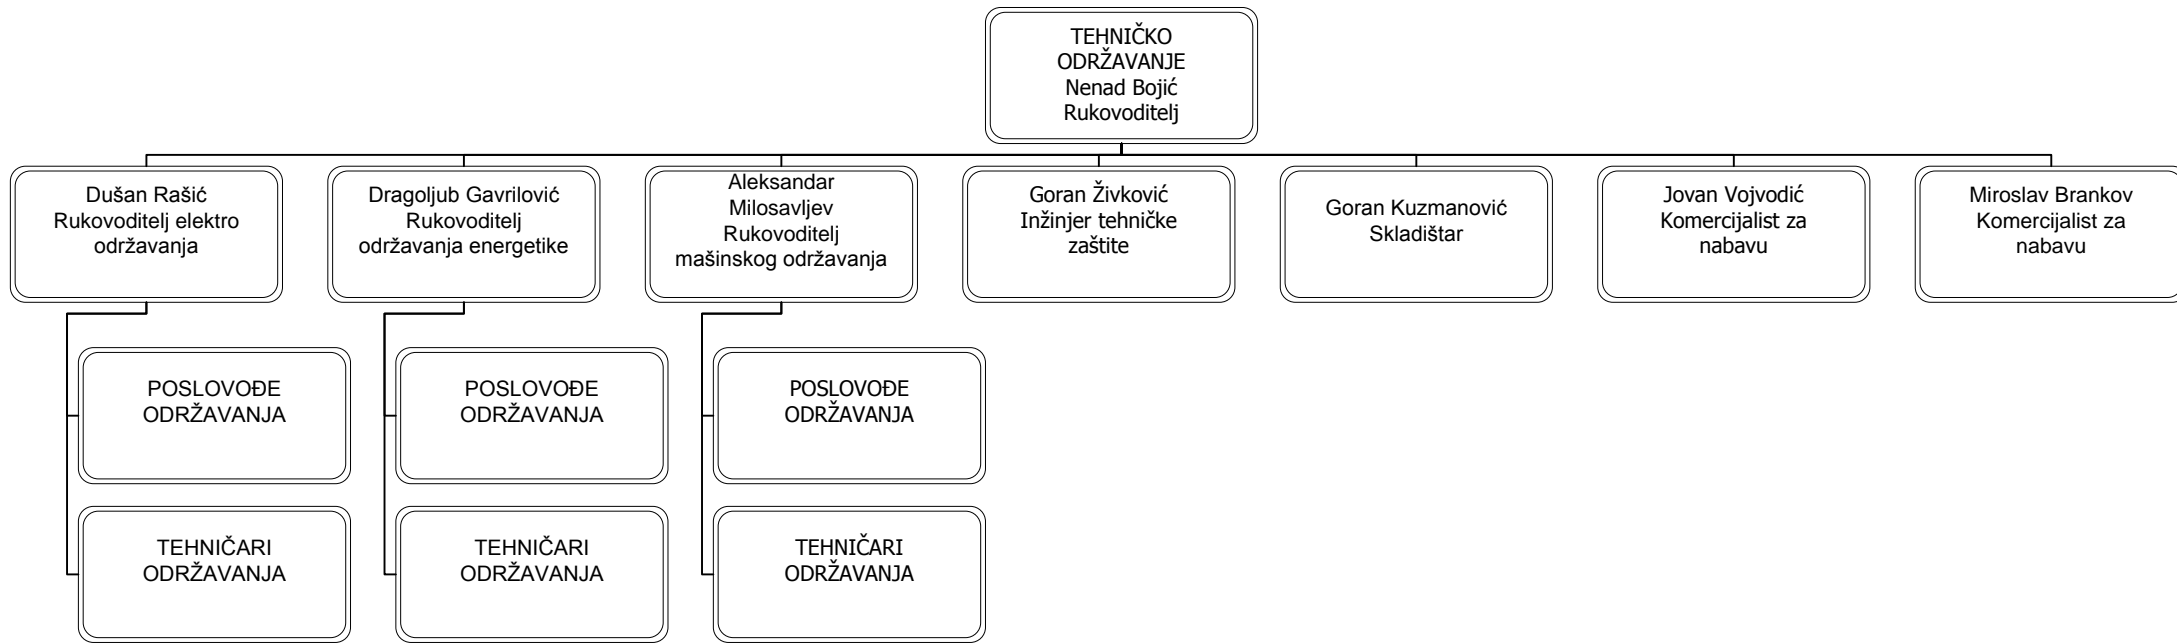 TEHNIČKO
ODRŽAVANJE
Nenad Bojić
Rukovoditelj
Dušan Rašić
Rukovoditelj elektro
održavanja
Dragoljub Gavrilović
Rukovoditelj
održavanja energetike
Aleksandar
Milosavljev
Rukovoditelj
mašinskog održavanja
Goran Živković
Inžinjer tehničke
zaštite
Goran Kuzmanović
Skladištar
Jovan Vojvodić
Komercijalist za
nabavu
Miroslav Brankov
Komercijalist za
nabavu
POSLOVOĐE
ODRŽAVANJA
POSLOVOĐE
ODRŽAVANJA
POSLOVOĐE
ODRŽAVANJA
TEHNIČARI
ODRŽAVANJA
TEHNIČARI
ODRŽAVANJA
TEHNIČARI
ODRŽAVANJA